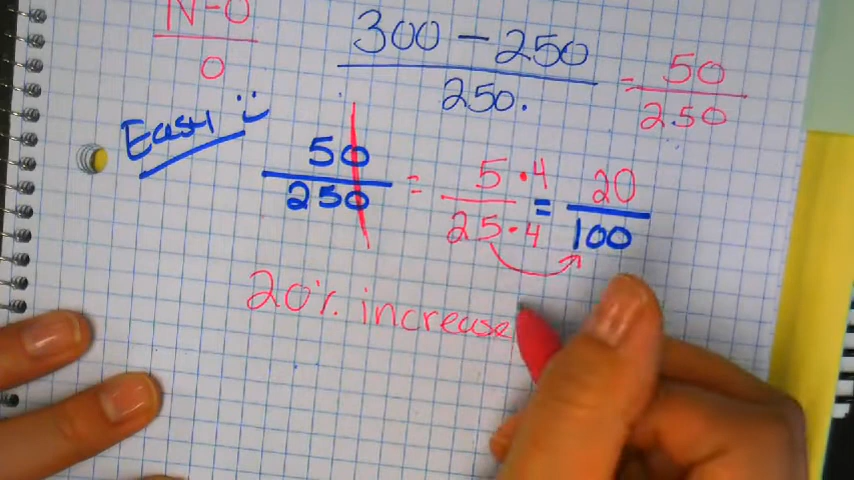 N-O
O
300 - 250
250.
= 50
250
Easy
50
250
= 5 · 4
25 · 4
= 20
100
20% increase